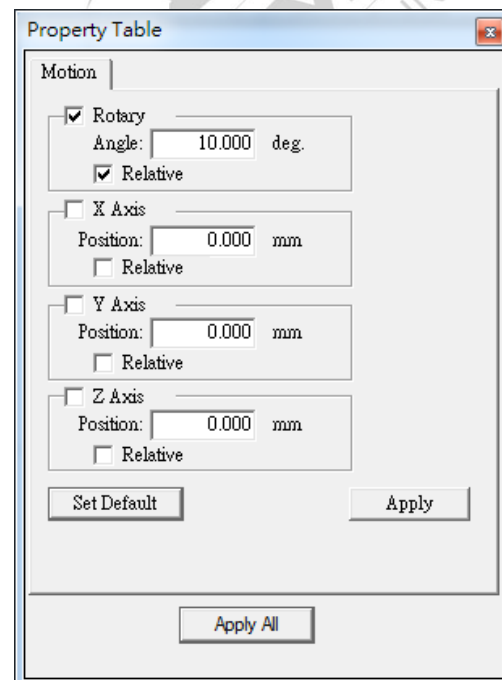 Property Table
Motion
Rotary
Angle: 10.000 deg.
Relative
X Axis
Position: 0.000 mm
Relative
Y Axis
Position: 0.000 mm
Relative
Z Axis
Position: 0.000 mm
Relative
Set Default Apply
Apply All